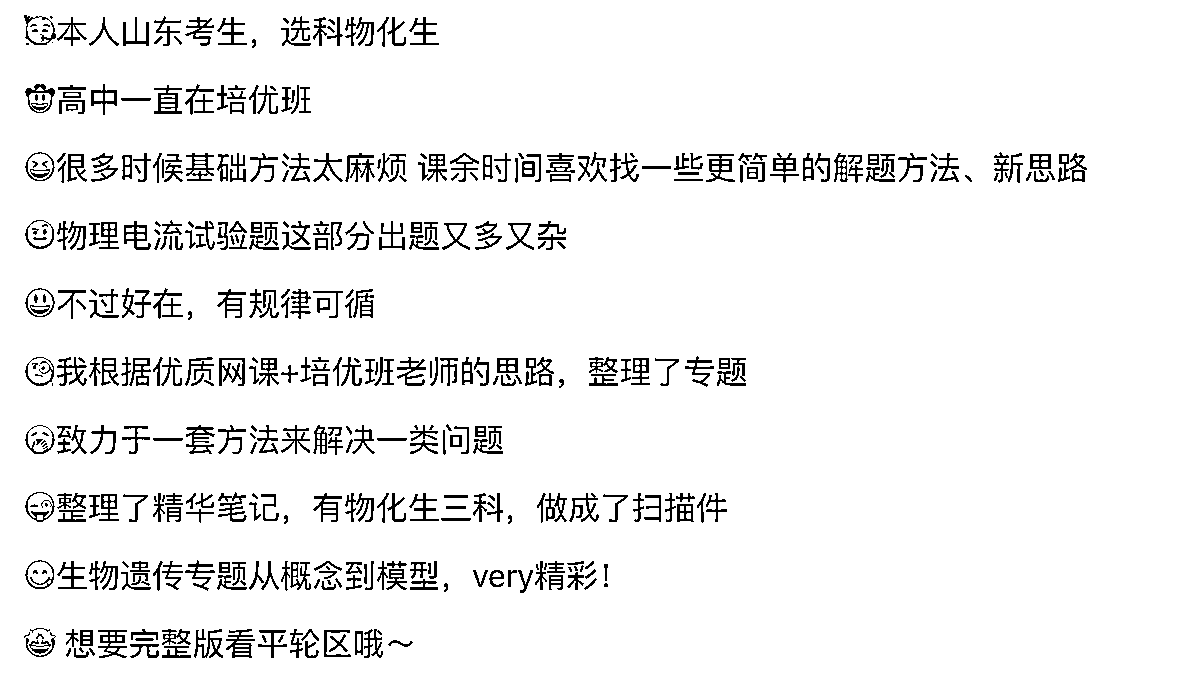 🥰本人山东考生，选科物化生
🤠高中一直在培优班
😆很多时候基础方法太麻烦 课余时间喜欢找一些更简单的解题方法、新思路
🤨物理电流试验题这部分出题又多又杂
😃不过好在，有规律可循
🧐我根据优质网课+培优班老师的思路，整理了专题
😭致力于一套方法来解决一类问题
🤪整理了精华笔记，有物化生三科，做成了扫描件
😋生物遗传专题从概念到模型，very精彩！
🤩 想要完整版看平轮区哦～